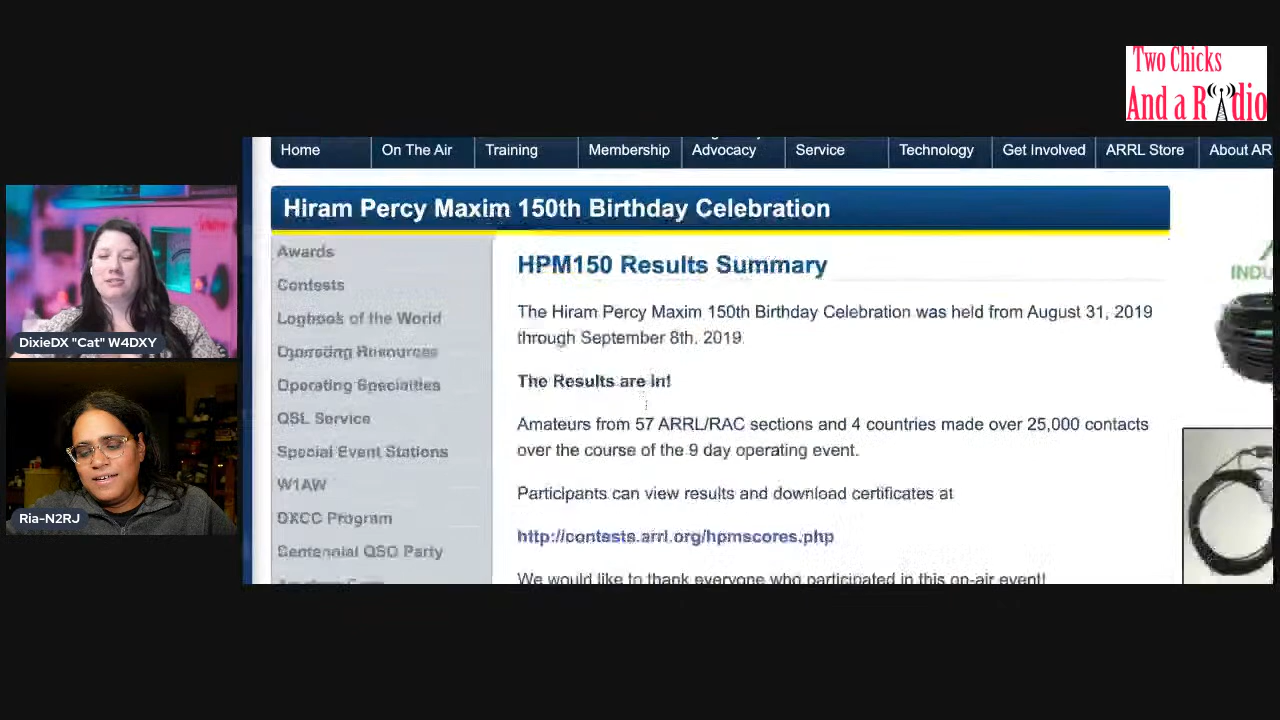 Two Chicks
And a Radio
Home
On The Air
Training
Membership
Advocacy
Service
Technology
Get Involved
ARRL Store
About AR
Hiram Percy Maxim 150th Birthday Celebration
Awards
Contests
Logbook of the World
Operating Resources
Operating Specialties
QSL Service
Special Event Stations
W1AW
DXCC Program
Centennial QSO Party
HPM150 Results Summary
The Hiram Percy Maxim 150th Birthday Celebration was held from August 31, 2019
through September 8th, 2019.
The Results are In!
Amateurs from 57 ARRL/RAC sections and 4 countries made over 25,000 contacts
over the course of the 9 day operating event.
Participants can view results and download certificates at
http://contests.arrl.org/hpmscores.php
We would like to thank everyone who participated in this on-air event!
INDU
DixieDX "Cat" W4DXY
Ria-N2RJ